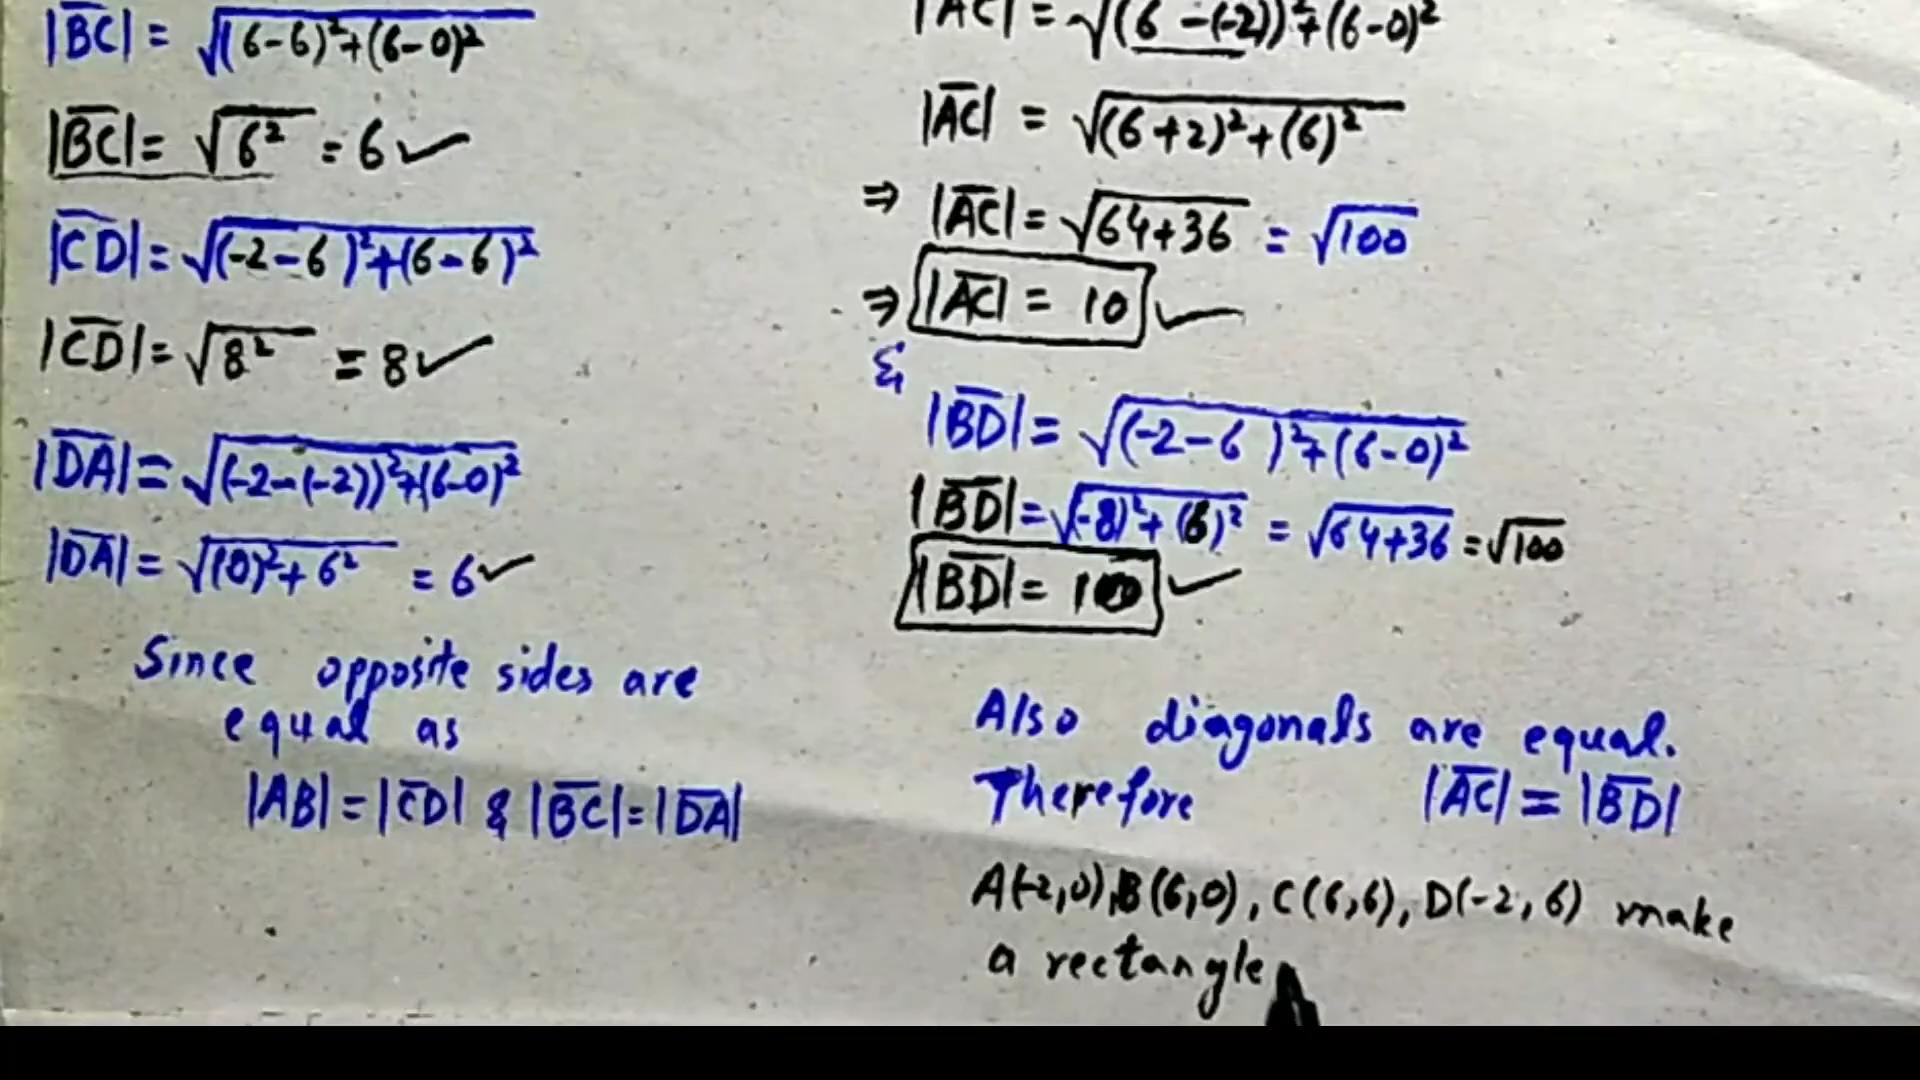 |BC| = √(6-6)²+(6-0)²
|BC| = √6² = 6 ✓
|CD| = √(-2-6)²+(6-6)²
|CD| = √8² = 8 ✓
|DA| = √(-2-(-2))²+(6-0)²
|DA| = √(0)²+6² = 6 ✓
Since opposite sides are
equal as
|AB| = |CD| & |BC| = |DA|
|AC| = √(6-(-2))²+(6-0)²
|AC| = √(6+2)²+(6)²
⇒ |AC| = √64+36 = √100
⇒ |AC| = 10 ✓
&
|BD| = √(-2-6)²+(6-0)²
|BD| = √(-8)²+(6)² = √64+36 = √100
|BD| = 10 ✓
Also diagonals are equal.
Therefore |AC| = |BD|
A(-2,0), B(6,0), C(6,6), D(-2,6) make
a rectangle